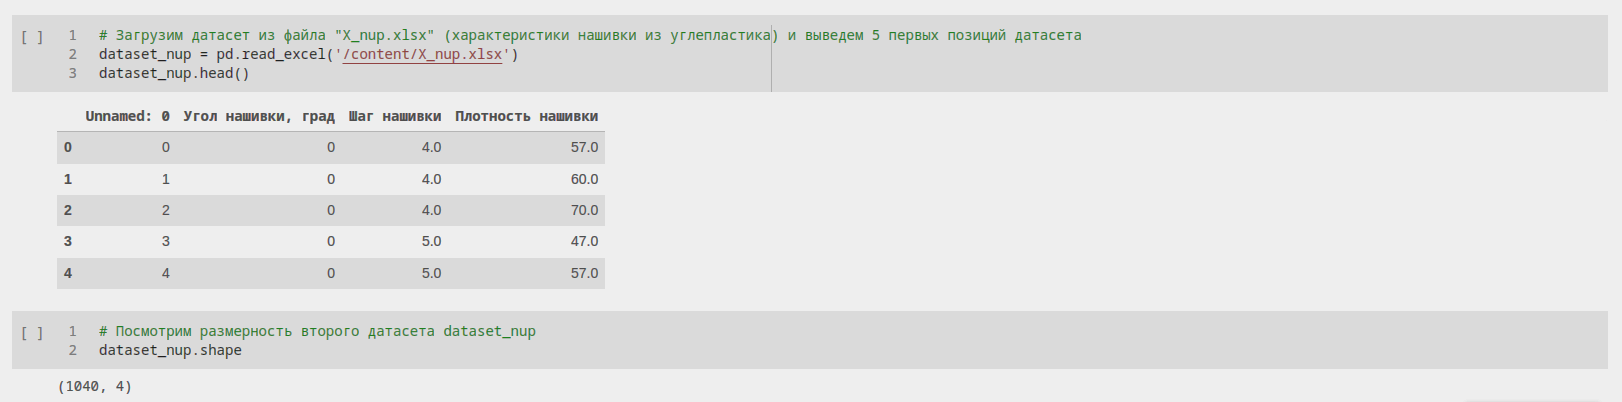 [ ] 1 # Загрузим датасет из файла "X_nup.xlsx" (характеристики нашивки из углепластика) и выведем 5 первых позиций датасета
2 dataset_nup = pd.read_excel('/content/X_nup.xlsx')
3 dataset_nup.head()
Unnamed: 0 Угол нашивки, град Шаг нашивки Плотность нашивки
0 0 0 4.0 57.0
1 1 0 4.0 60.0
2 2 0 4.0 70.0
3 3 0 5.0 47.0
4 4 0 5.0 57.0
[ ] 1 # Посмотрим размерность второго датасета dataset_nup
2 dataset_nup.shape
(1040, 4)